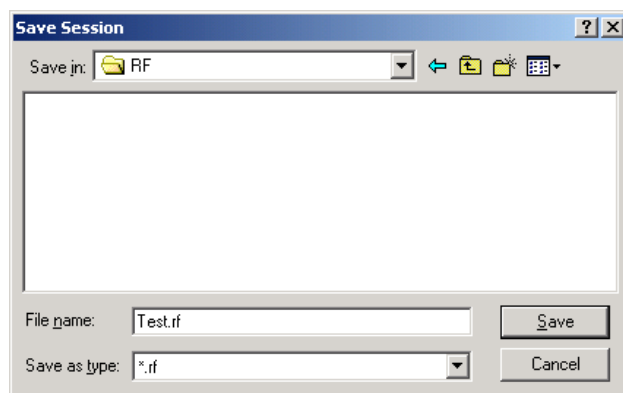 Save Session
Save in: RF
File name: Test.rf
Save
Save as type: *.rf
Cancel